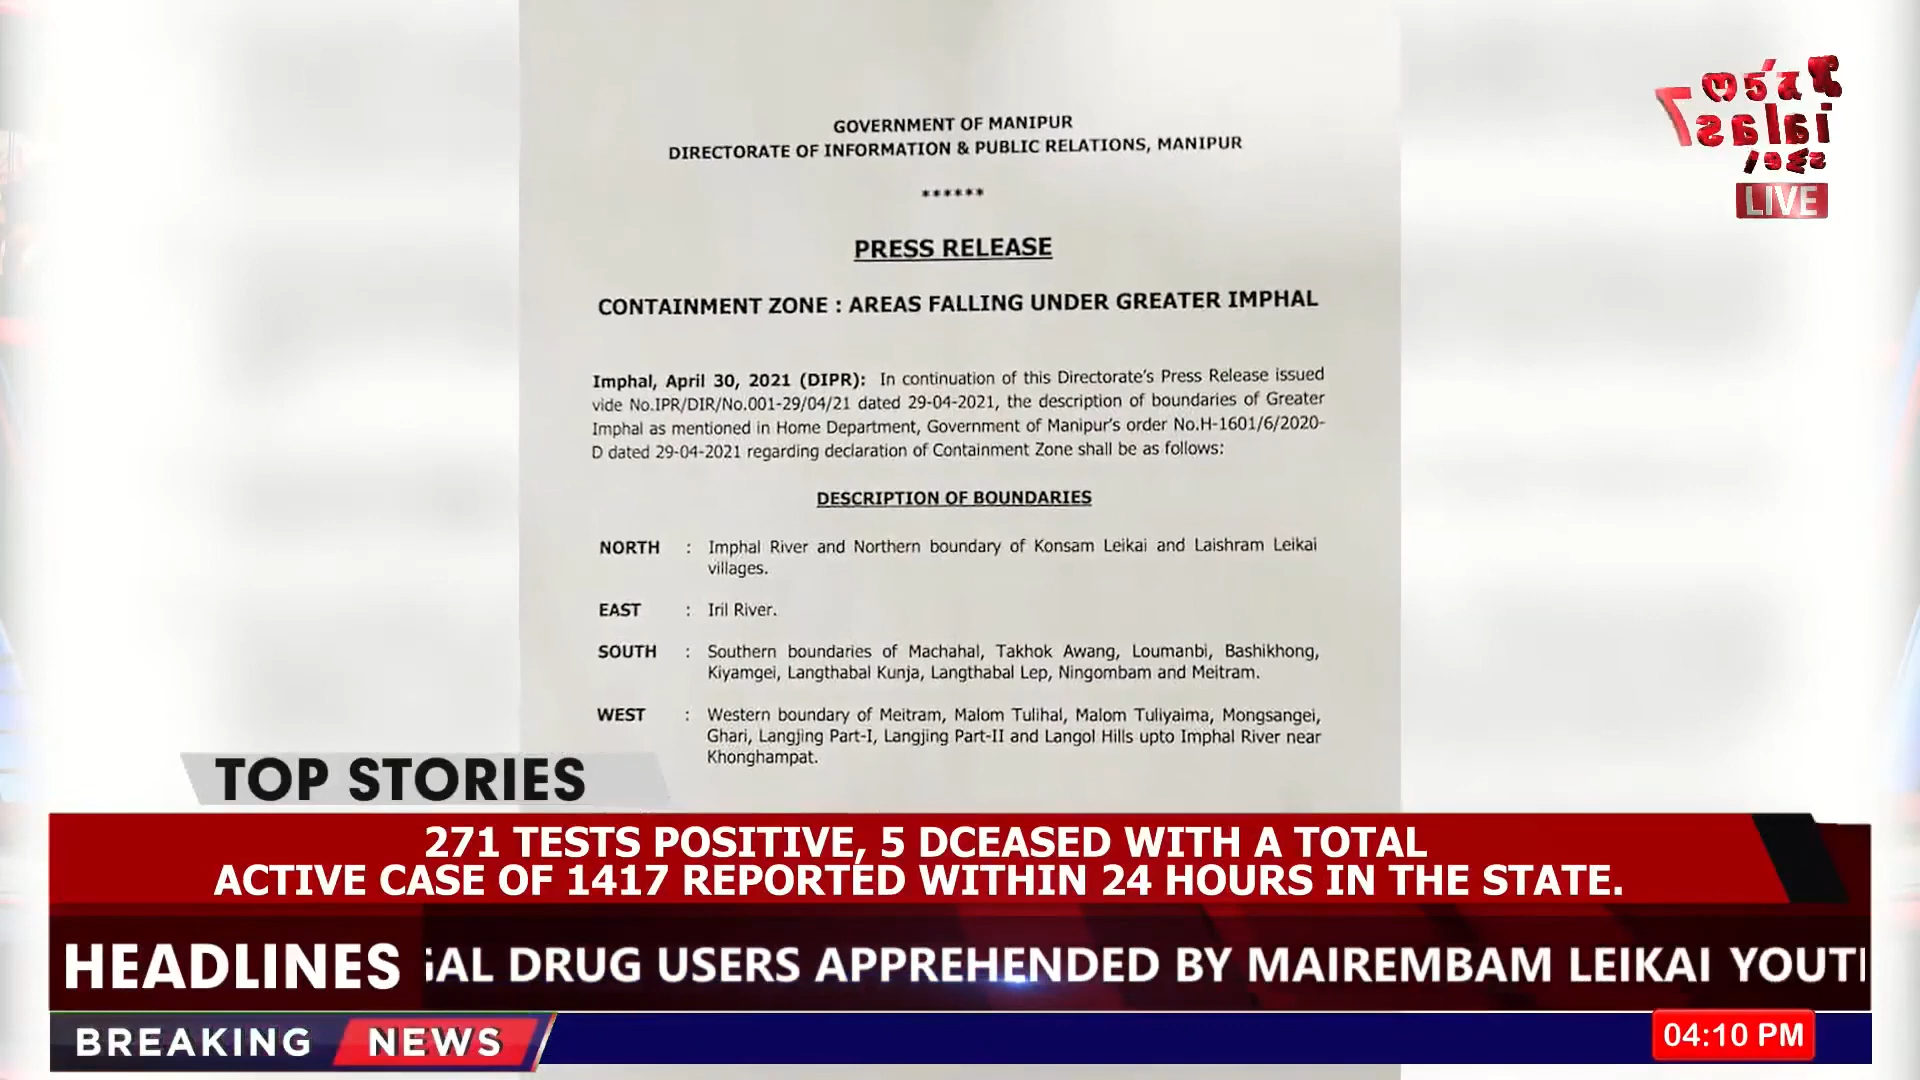 GOVERNMENT OF MANIPUR
DIRECTORATE OF INFORMATION & PUBLIC RELATIONS, MANIPUR
******
PRESS RELEASE
CONTAINMENT ZONE : AREAS FALLING UNDER GREATER IMPHAL
Imphal, April 30, 2021 (DIPR): In continuation of this Directorate's Press Release issued
vide No.IPR/DIR/No.001-29/04/21 dated 29-04-2021, the description of boundaries of Greater
Imphal as mentioned in Home Department, Government of Manipur's order No.H-1601/6/2020-
D dated 29-04-2021 regarding declaration of Containment Zone shall be as follows:
DESCRIPTION OF BOUNDARIES
NORTH : Imphal River and Northern boundary of Konsam Leikai and Laishram Leikai
villages.
EAST : Iril River.
SOUTH : Southern boundaries of Machahal, Takhok Awang, Loumanbi, Bashikhong,
Kiyamgei, Langthabal Kunja, Langthabal Lep, Ningombam and Meitram.
WEST : Western boundary of Meitram, Malom Tulihal, Malom Tuliyaima, Mongsangei,
Ghari, Langjing Part-I, Langjing Part-II and Langol Hills upto Imphal River near
Khonghampat.
7 salai
LIVE
TOP STORIES
271 TESTS POSITIVE, 5 DCEASED WITH A TOTAL
ACTIVE CASE OF 1417 REPORTED WITHIN 24 HOURS IN THE STATE.
HEADLINES DRUG USERS APPREHENDED BY MAIREMBAM LEIKAI
BREAKING NEWS
04:10 PM